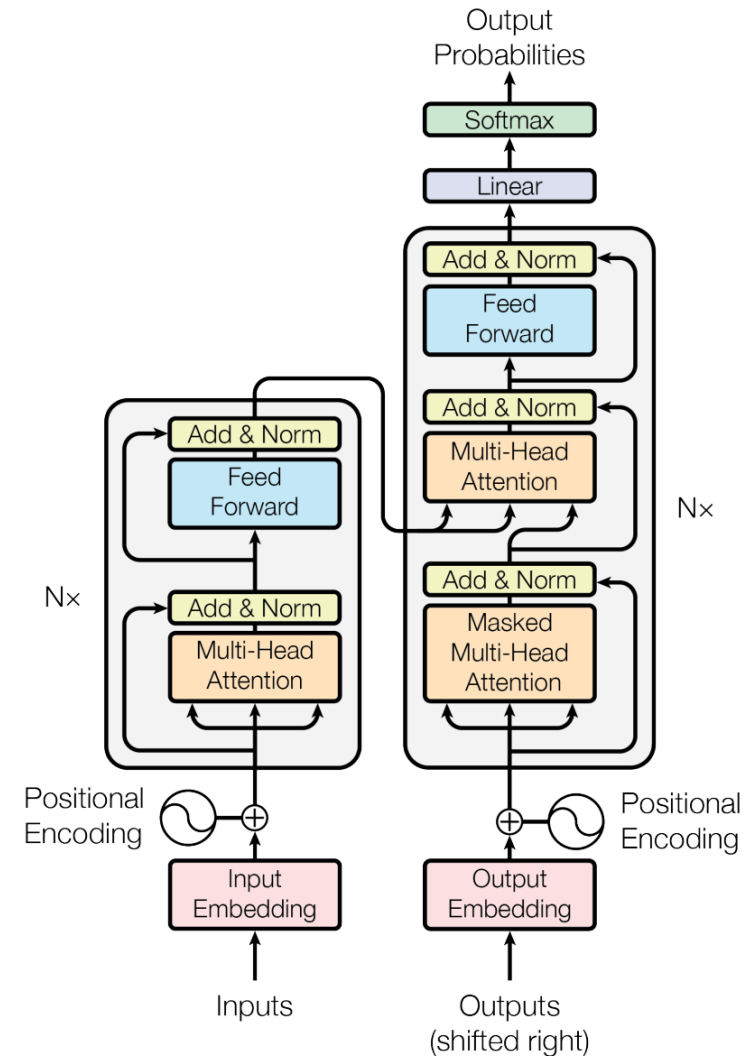 Output
Probabilities
Softmax
Linear
Add & Norm
Feed
Forward
Add & Norm
Multi-Head
Attention
Add & Norm
Masked
Multi-Head
Attention
Nx
Positional
Encoding
Output
Embedding
Outputs
(shifted right)
Add & Norm
Feed
Forward
Add & Norm
Multi-Head
Attention
Nx
Positional
Encoding
Input
Embedding
Inputs